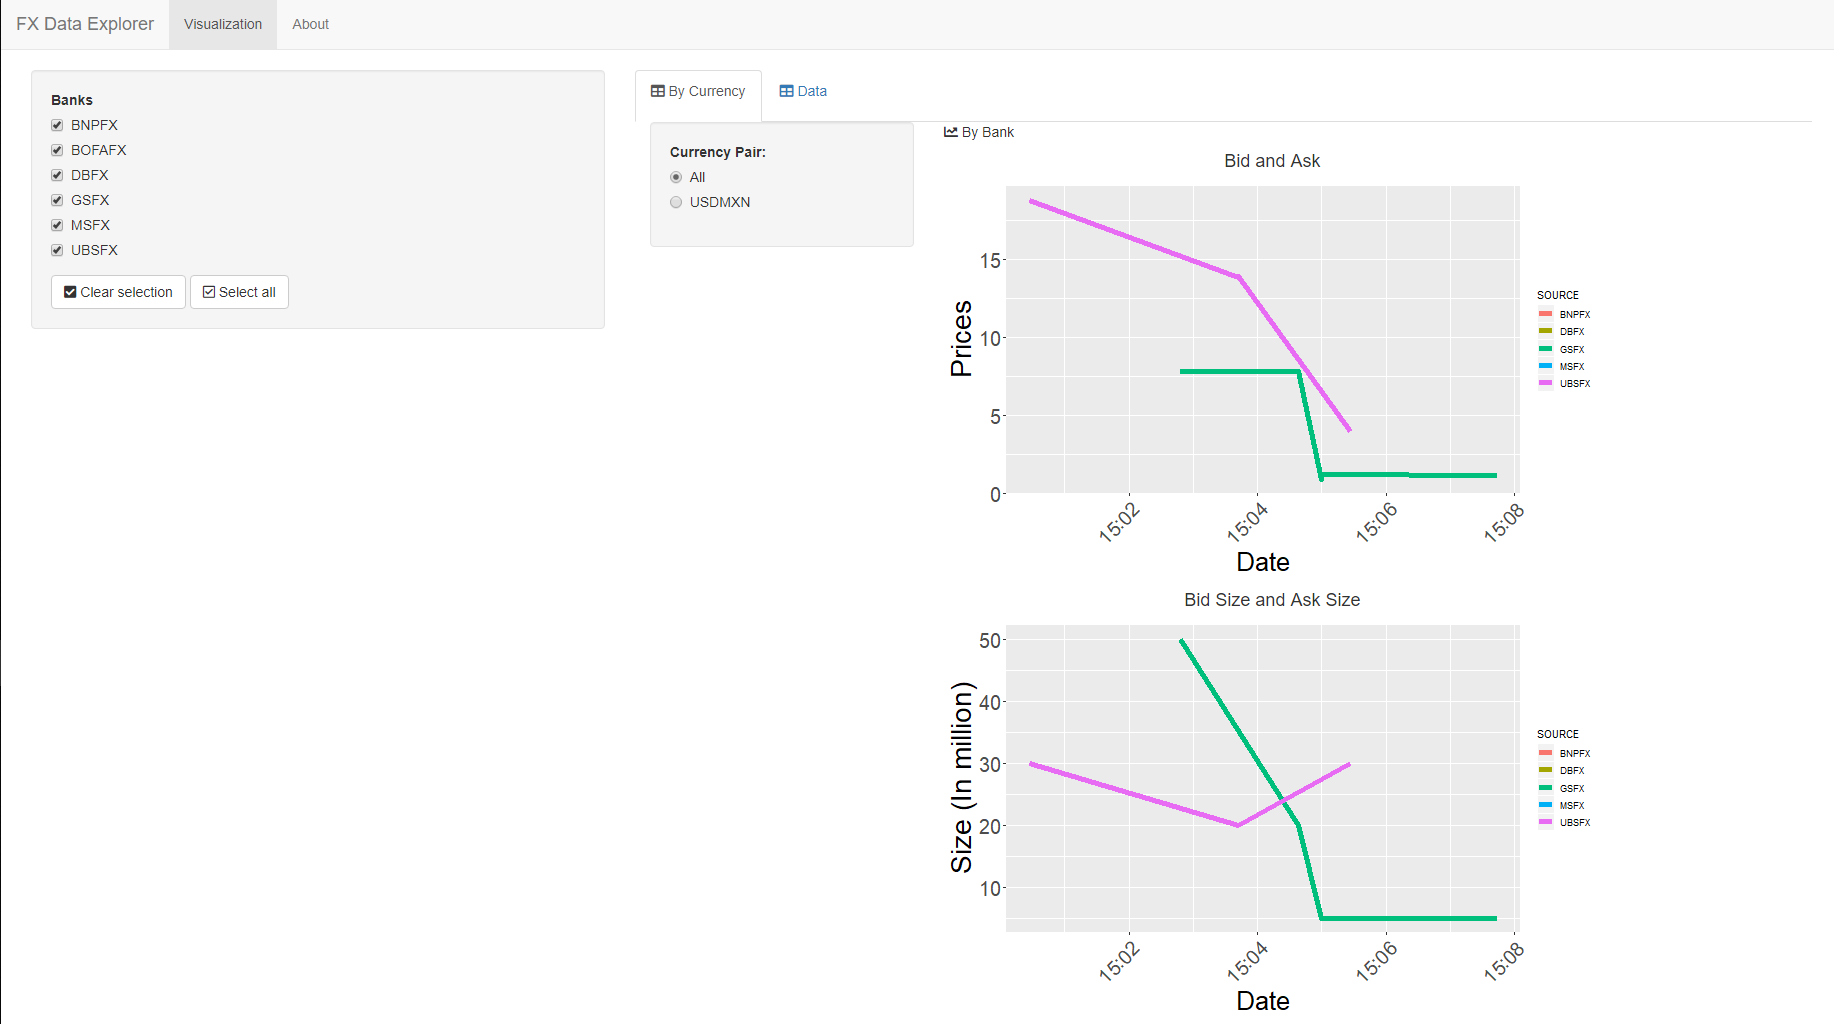 FX Data Explorer Visualization About
Banks
BNPFX
BOFAFX
DBFX
GSFX
MSFX
UBSFX
Clear selection Select all
By Currency Data
Currency Pair:
All
USDMXN
By Bank
Bid and Ask
Prices
15
10
5
0
15:02 15:04 15:06 15:08
Date
SOURCE
BNPFX
DBFX
GSFX
MSFX
UBSFX
Bid Size and Ask Size
Size (In million)
50
40
30
20
10
15:02 15:04 15:06 15:08
Date
SOURCE
BNPFX
DBFX
GSFX
MSFX
UBSFX